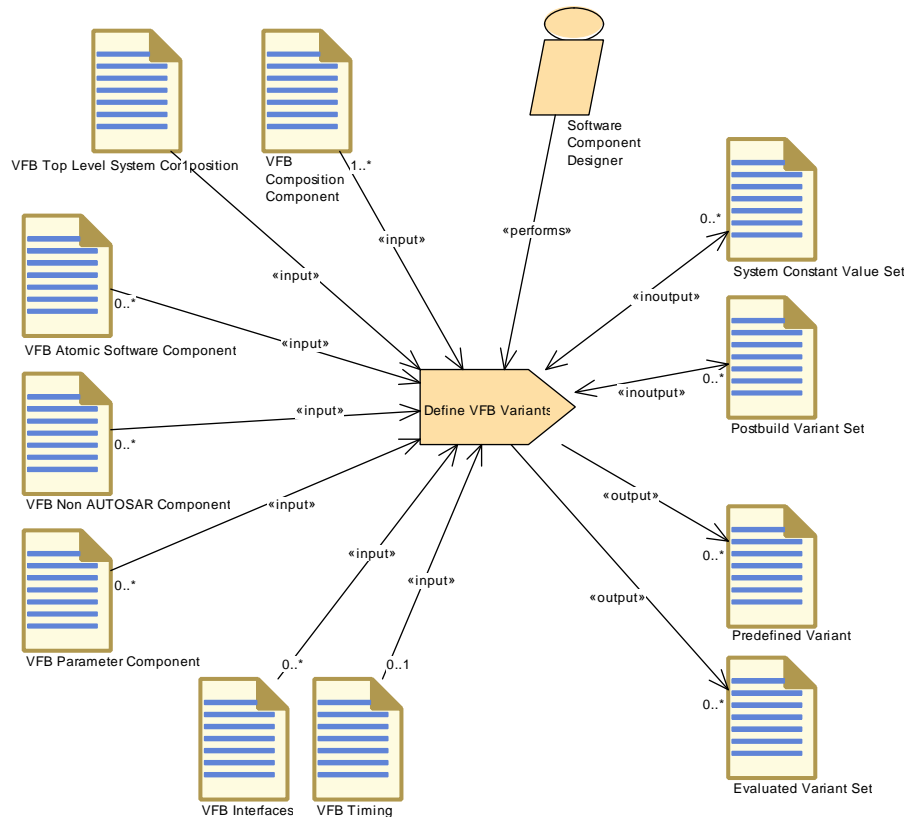 Software
Component
Designer
VFB Top Level System Composition
1
VFB
Composition
Component
1..*
«input»
«input»
«performs»
0..*
System Constant Value Set
«inoutput»
0..*
VFB Atomic Software Component
«input»
Postbuild Variant Set
0..*
«inoutput»
Define VFB Variants
«input»
0..*
VFB Non AUTOSAR Component
«input»
0..*
VFB Parameter Component
«input»
«input»
«output»
0..*
Predefined Variant
«output»
0..*
Evaluated Variant Set
0..*
0..1
VFB Interfaces
VFB Timing